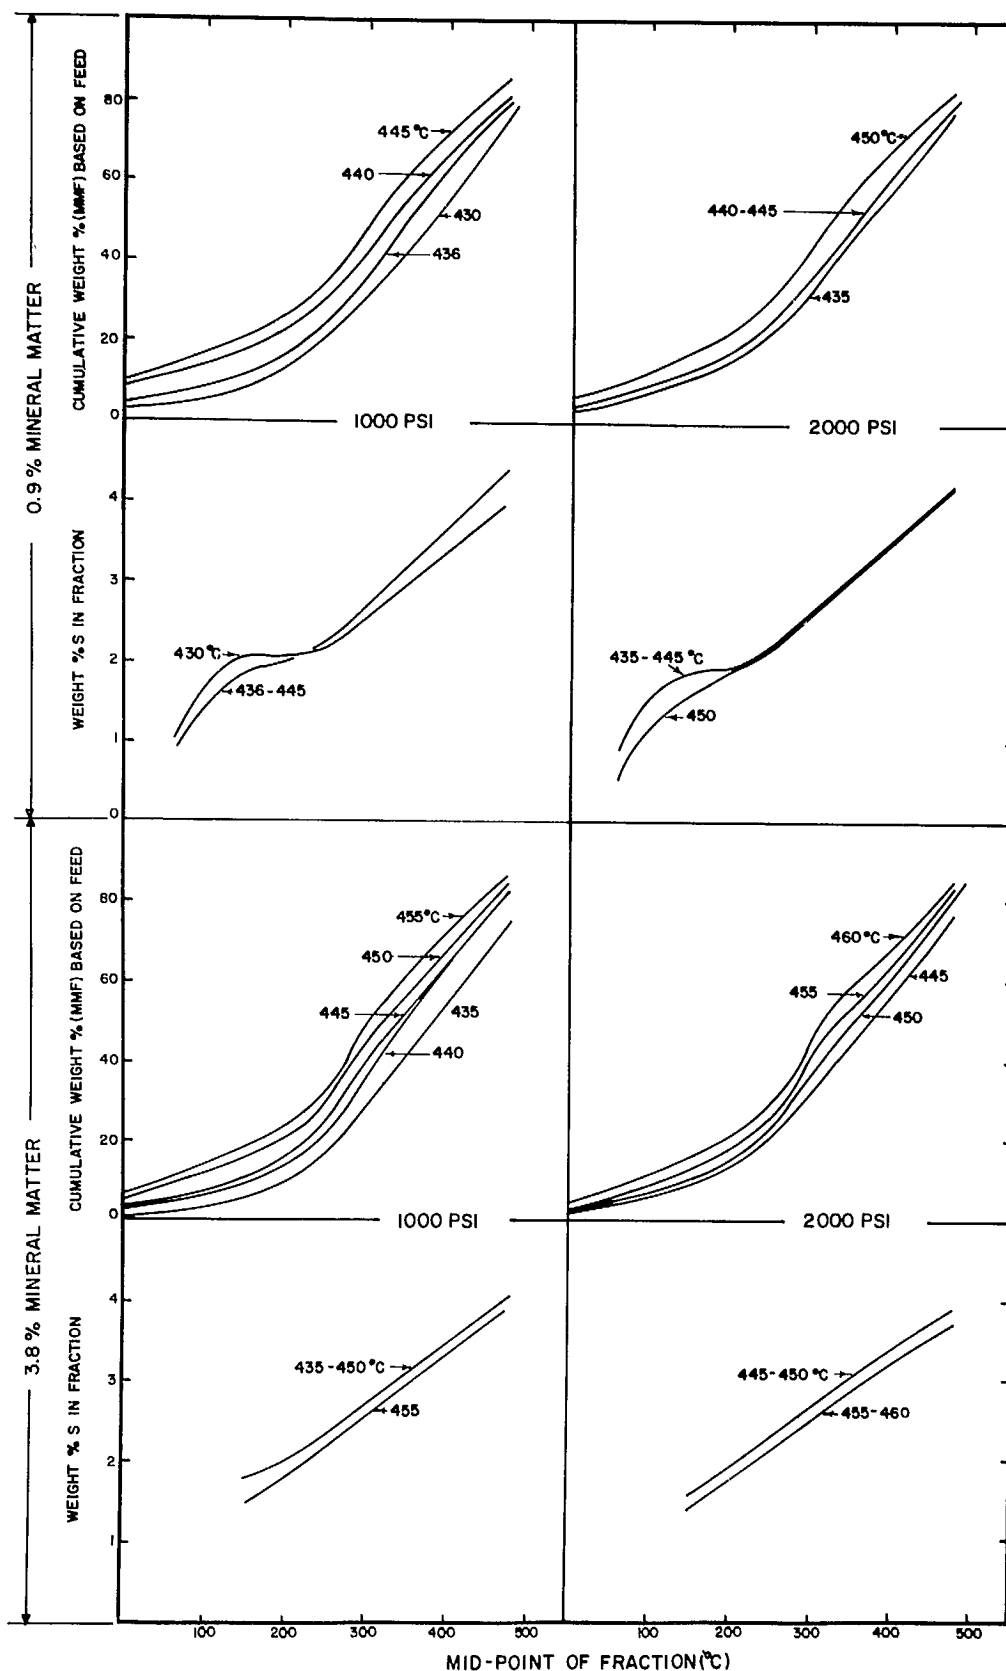 0.9 % MINERAL MATTER
CUMULATIVE WEIGHT % (MMF) BASED ON FEED
80
60
40
20
0
445 °C
440
430
436
1000 PSI
450°C
440-445
435
2000 PSI
WEIGHT % S IN FRACTION
4
3
2
1
0
430 °C
436-445
435-445 °C
450
3.8 % MINERAL MATTER
CUMULATIVE WEIGHT % (MMF) BASED ON FEED
80
60
40
20
0
455°C
450
445
435
440
1000 PSI
460°C
455
445
450
2000 PSI
WEIGHT % S IN FRACTION
4
3
2
1
435-450 °C
455
445-450 °C
455-460
100 200 300 400 500
100 200 300 400 500
MID-POINT OF FRACTION (°C)